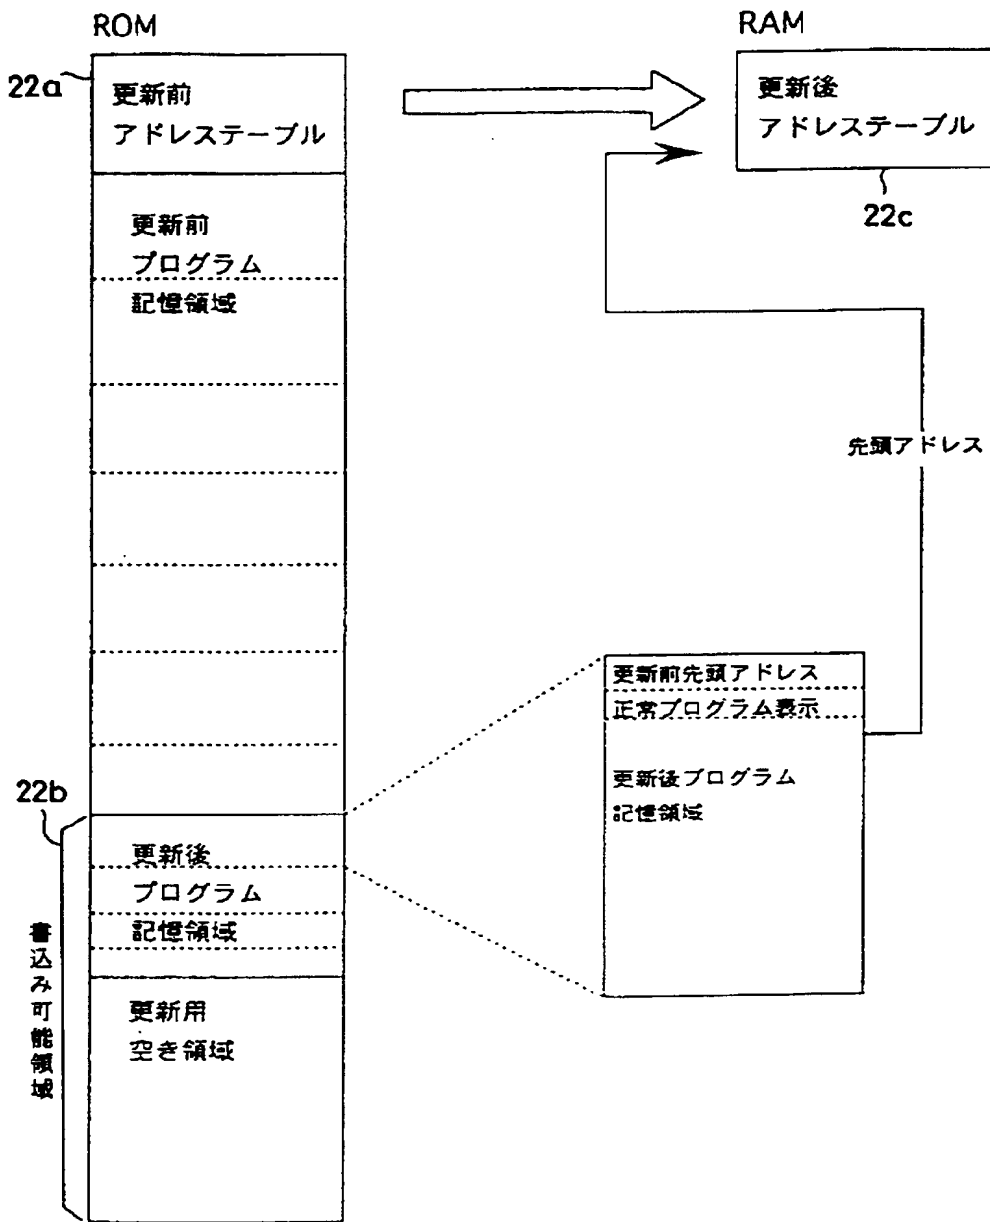 ROM
22a
更新前
アドレステーブル
更新前
プログラム
記憶領域
22b
書込み可能領域
更新後
プログラム
記憶領域
更新用
空き領域
RAM
更新後
アドレステーブル
22c
先頭アドレス
更新前先頭アドレス
正常プログラム表示
更新後プログラム
記憶領域